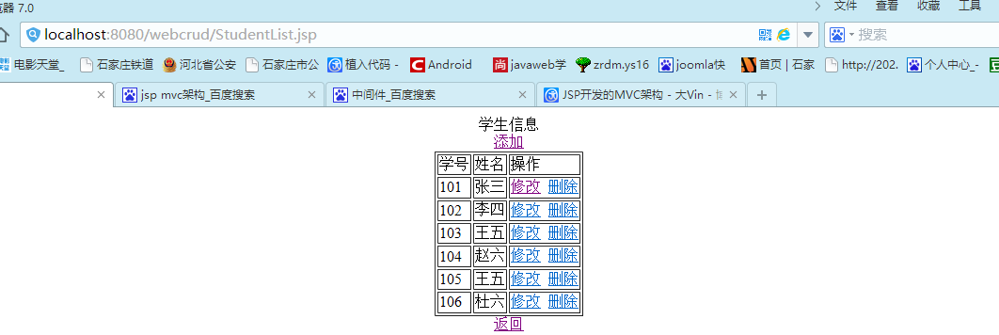 览器 7.0 文件 查看 收藏 工具
localhost:8080/webcrud/StudentList.jsp 搜索
电影天堂_ 石家庄铁道 河北省公安 石家庄市公 植入代码 - Android javaweb学 zrdm.ys16 joomla快 首页 | 石家 http://202. 个人中心_-
jsp mvc架构_百度搜索 中间件_百度搜索 JSP开发的MVC架构 - 大Vin -
学生信息
添加
学号 姓名 操作
101 张三 修改 删除
102 李四 修改 删除
103 王五 修改 删除
104 赵六 修改 删除
105 王五 修改 删除
106 杜六 修改 删除
返回